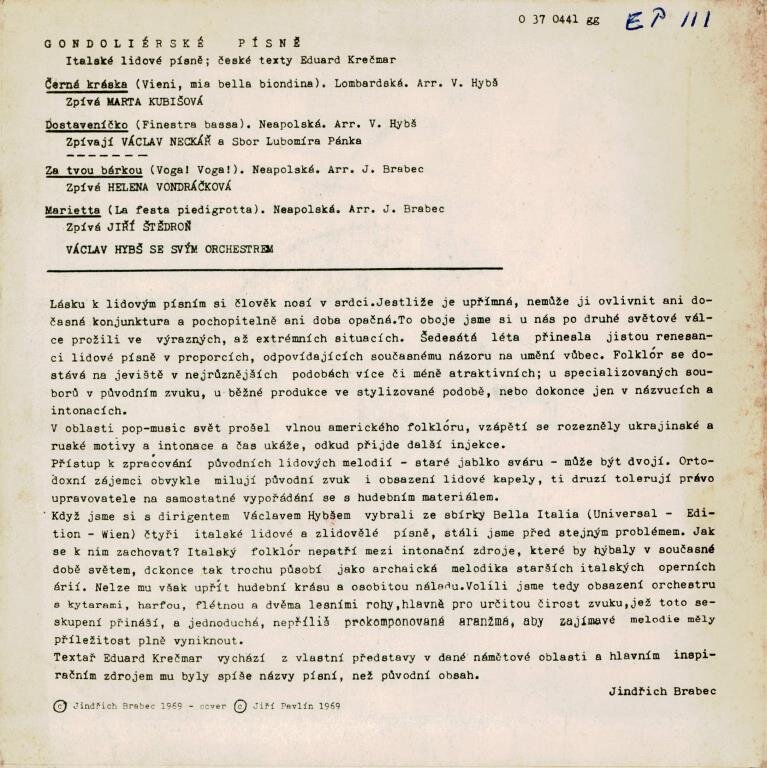 0 37 0441 gg EP 111
GONDOLIÉRSKÉ PÍSNĚ
Italské lidové písně; české texty Eduard Krečmar
Černá kráska (Vieni, mia bella biondina). Lombardská. Arr. V. Hybš
Zpívá MARTA KUBIŠOVÁ
Dostaveníčko (Finestra bassa). Neapolská. Arr. V. Hybš
Zpívají VÁCLAV NECKÁŘ a Sbor Lubomíra Pánka
-------
Za tvou bárkou (Voga! Voga!). Neapolská. Arr. J. Brabec
Zpívá HELENA VONDRÁČKOVÁ
Marietta (La festa piedigrotta). Neapolská. Arr. J. Brabec
Zpívá JIŘÍ ŠTĚDROŇ
VÁCLAV HYBŠ SE SVÝM ORCHESTREM
Lásku k lidovým písním si člověk nosí v srdci.Jestliže je upřímná, nemůže ji ovlivnit ani do-
časná konjunktura a pochopitelně ani doba opačná.To oboje jsme si u nás po druhé světové vál-
ce prožili ve výrazných, až extrémních situacích. Šedesátá léta přinesla jistou renesan-
ci lidové písně v proporcích, odpovídajících současnému názoru na umění vůbec. Folklór se do-
stává na jeviště v nejrůznějších podobách více či méně atraktivních; u specializovaných sou-
borů v původním zvuku, u běžné produkce ve stylizované podobě, nebo dokonce jen v názvucích a
intonacích.
V oblasti pop-music svět prošel vlnou amerického folklóru, vzápětí se rozezněly ukrajinské a
ruské motivy a intonace a čas ukáže, odkud přijde další injekce.
Přístup k zpracování původních lidových melodií - staré jablko sváru - může být dvojí. Orto-
doxní zájemci obvykle milují původní zvuk i obsazení lidové kapely, ti druzí tolerují právo
upravovatele na samostatné vypořádání se s hudebním materiálem.
Když jsme si s dirigentem Václavem Hybšem vybrali ze sbírky Bella Italia (Universal - Edi-
tion - Wien) čtyři italské lidové a zlidovělé písně, stáli jsme před stejným problémem. Jak
se k nim zachovat? Italský folklór nepatří mezi intonační zdroje, které by hýbaly v současné
době světem, dokonce tak trochu působí jako archaická melodika starších italských operních
árií. Nelze mu však upřít hudební krásu a osobitou náladu.Volili jsme tedy obsazení orchestru
s kytarami, harfou, flétnou a dvěma lesními rohy,hlavně pro určitou čirost zvuku,jež toto se-
skupení přináší, a jednoduchá, nepříliš prokomponovaná aranžmá, aby zajímavé melodie měly
příležitost plně vyniknout.
Textař Eduard Krečmar vychází z vlastní představy v dané námětové oblasti a hlavním inspi-
račním zdrojem mu byly spíše názvy písní, než původní obsah.
Jindřich Brabec
© Jindřich Brabec 1969 - cover © Jiří Pavlín 1969